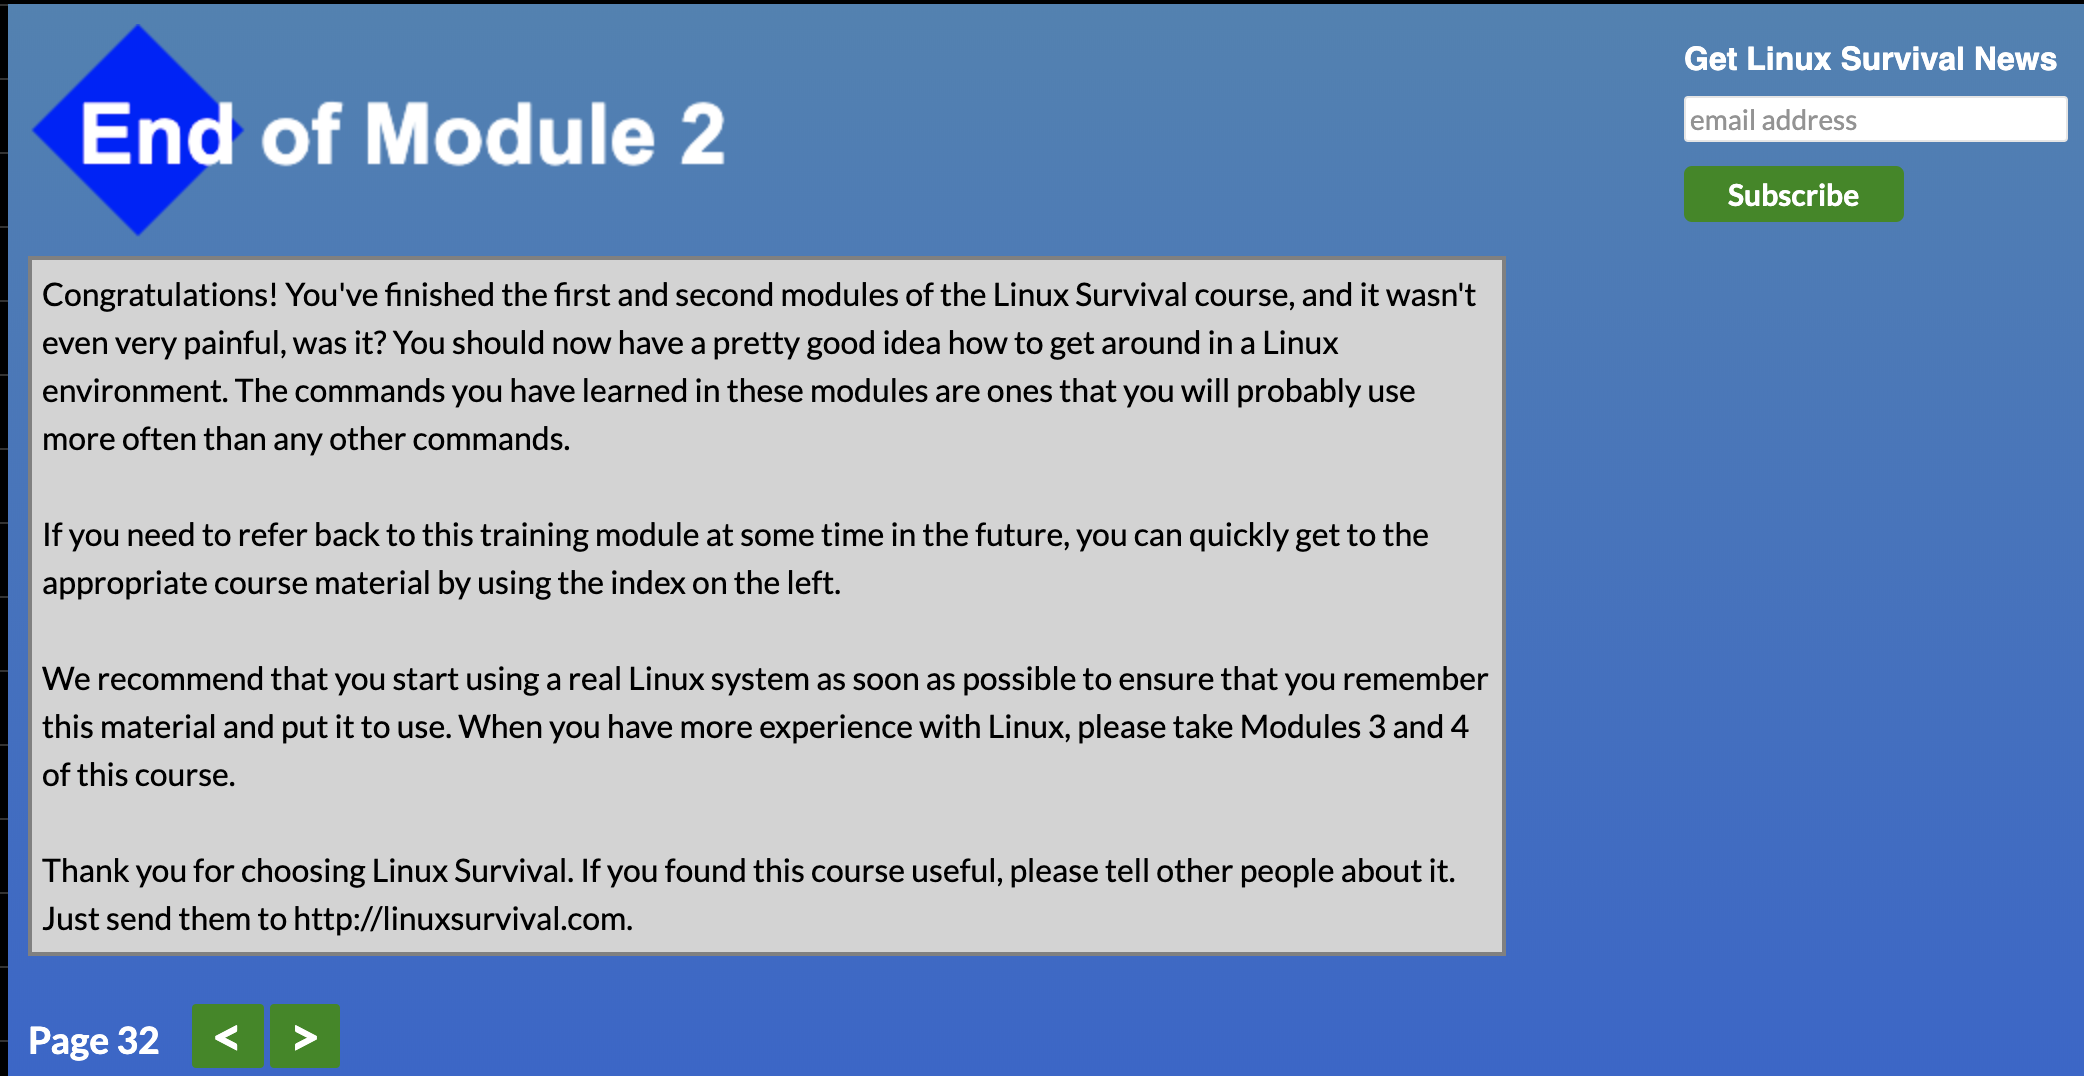 End of Module 2
Get Linux Survival News
email address
Subscribe
Congratulations! You've finished the first and second modules of the Linux Survival course, and it wasn't
even very painful, was it? You should now have a pretty good idea how to get around in a Linux
environment. The commands you have learned in these modules are ones that you will probably use
more often than any other commands.
If you need to refer back to this training module at some time in the future, you can quickly get to the
appropriate course material by using the index on the left.
We recommend that you start using a real Linux system as soon as possible to ensure that you remember
this material and put it to use. When you have more experience with Linux, please take Modules 3 and 4
of this course.
Thank you for choosing Linux Survival. If you found this course useful, please tell other people about it.
Just send them to http://linuxsurvival.com.
Page 32 < >